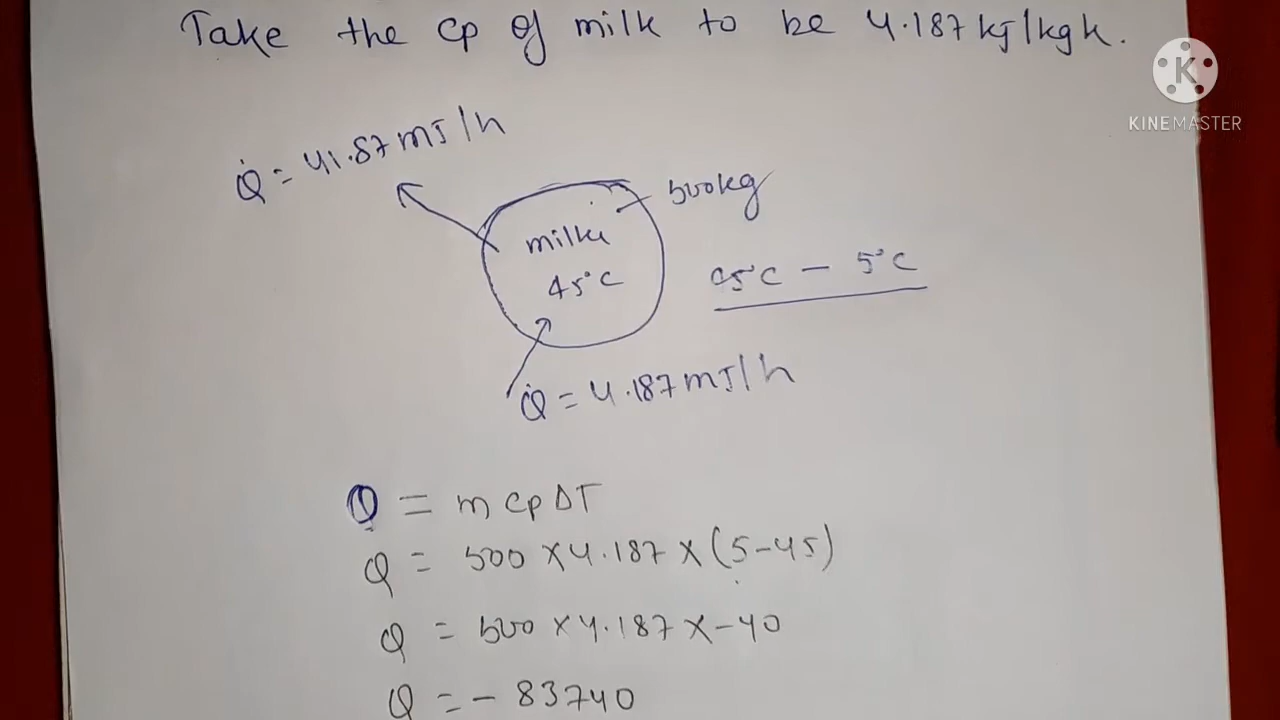 Take the Cp of milk to be 4.187 kJ/kgk.
K
KINEMASTER
Q̇ = 41.87 mJ/h
500kg
milk
45°C
45°C - 5°C
Q̇ = 4.187 mJ/h
Q = m Cp ΔT
Q = 500 × 4.187 × (5-45)
Q = 500 × 4.187 × -40
Q = - 83740